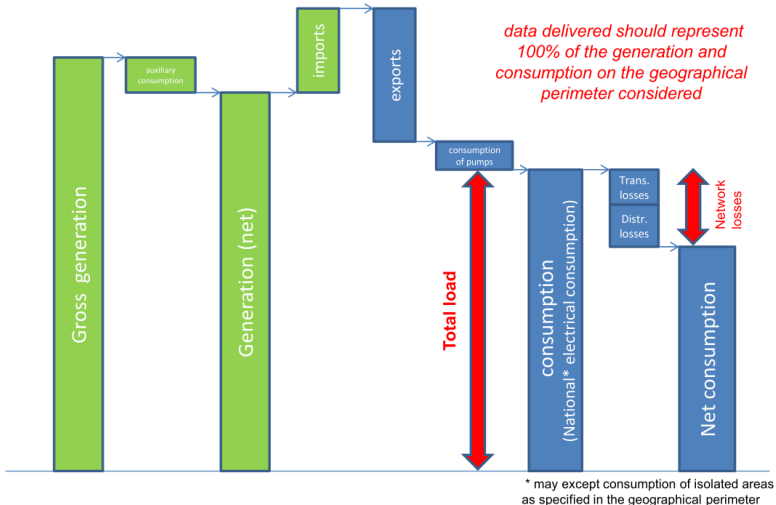 data delivered should represent
100% of the generation and
consumption on the geographical
perimeter considered
Gross generation
auxiliary
consumption
Generation (net)
imports
exports
consumption
of pumps
Total load
consumption
(National* electrical consumption)
Trans.
losses
Distr.
losses
Network
losses
Net consumption
* may except consumption of isolated areas
as specified in the geographical perimeter